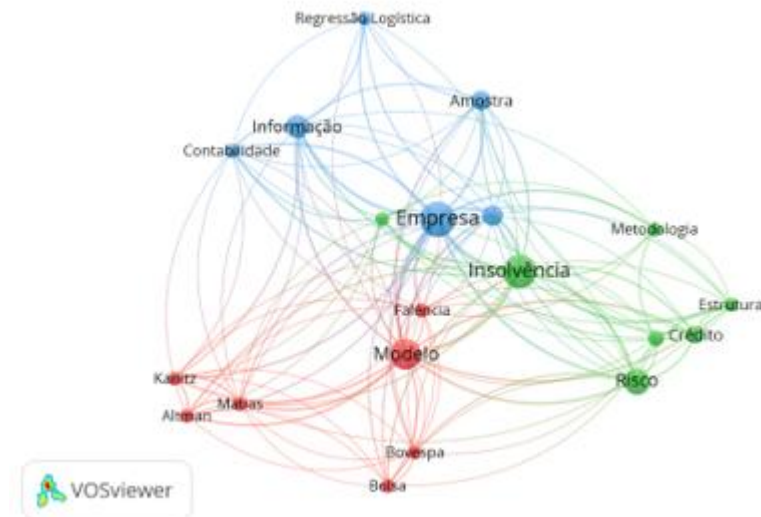 Regressão Logística
Amostra
Informação
Contabilidade
Empresa
Metodologia
Insolvência
Estrutura
Falência
Crédito
Modelo
Kanitz
Risco
Matias
Altman
Bovespa
Bolsa
VOSviewer